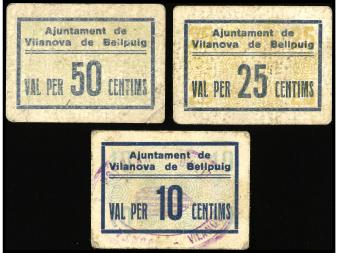 Ajuntament de
Vilanova de Bellpuig
VAL PER 50 CENTIMS
Ajuntament de
Vilanova de Bellpuig
VAL PER 25 CENTIMS
Ajuntament de
Vilanova de Bellpuig
VAL PER 10 CENTIMS